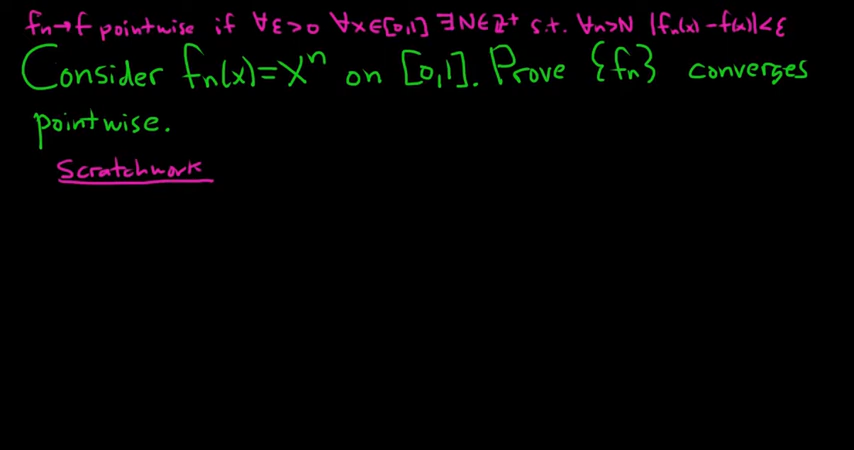 fn→f pointwise if ∀ε>0 ∀x∈[0,1] ∃N∈ℤ⁺ s.t. ∀n>N |fn(x)-f(x)|<ε
Consider fn(x)=xⁿ on [0,1]. Prove {fn} converges
pointwise.
Scratchwork